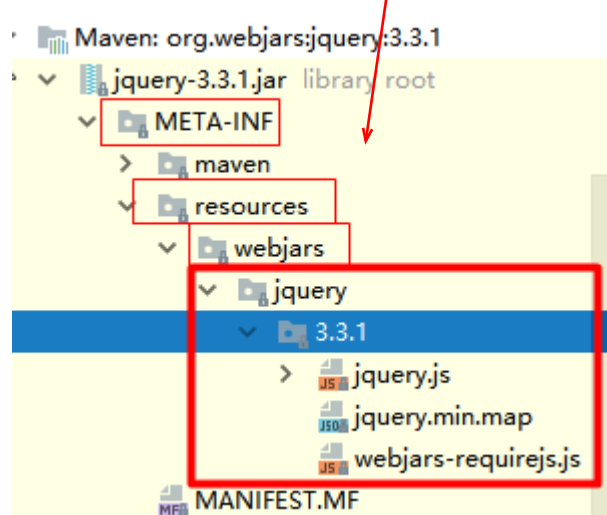 Maven: org.webjars:jquery:3.3.1
jquery-3.3.1.jar library root
META-INF
maven
resources
webjars
jquery
3.3.1
jquery.js
jquery.min.map
webjars-requirejs.js
MANIFEST.MF